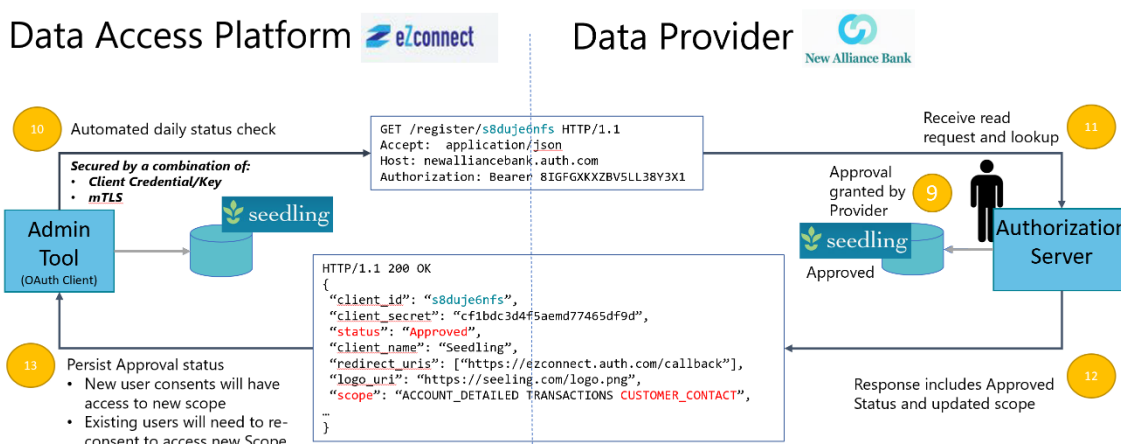 Data Access Platform
eZconnect
Data Provider
New Alliance Bank
10
Automated daily status check
Secured by a combination of:
• Client Credential/Key
• mTLS
seedling
Admin
Tool
(OAuth Client)
GET /register/s8duje6nfs HTTP/1.1
Accept:  application/json
Host: newalliancebank.auth.com
Authorization: Bearer 8IGFGXKXZBV5LL38Y3X1
Receive read
request and lookup
11
Approval
granted by
Provider
9
seedling
Approved
Authorization
Server
HTTP/1.1 200 OK
{
“client_id”: “s8duje6nfs”,
“client_secret”: “cf1bdc3d4f5aemd77465df9d”,
“status”: “Approved”,
“client_name”: “Seedling”,
“redirect_uris”: [“https://ezconnect.auth.com/callback”],
“logo_uri”: “https://seeling.com/logo.png”,
“scope”: “ACCOUNT_DETAILED TRANSACTIONS CUSTOMER_CONTACT”,
…
}
13
Persist Approval status
• New user consents will have
access to new scope
• Existing users will need to re-
consent to access new Scope
Response includes Approved
Status and updated scope
12